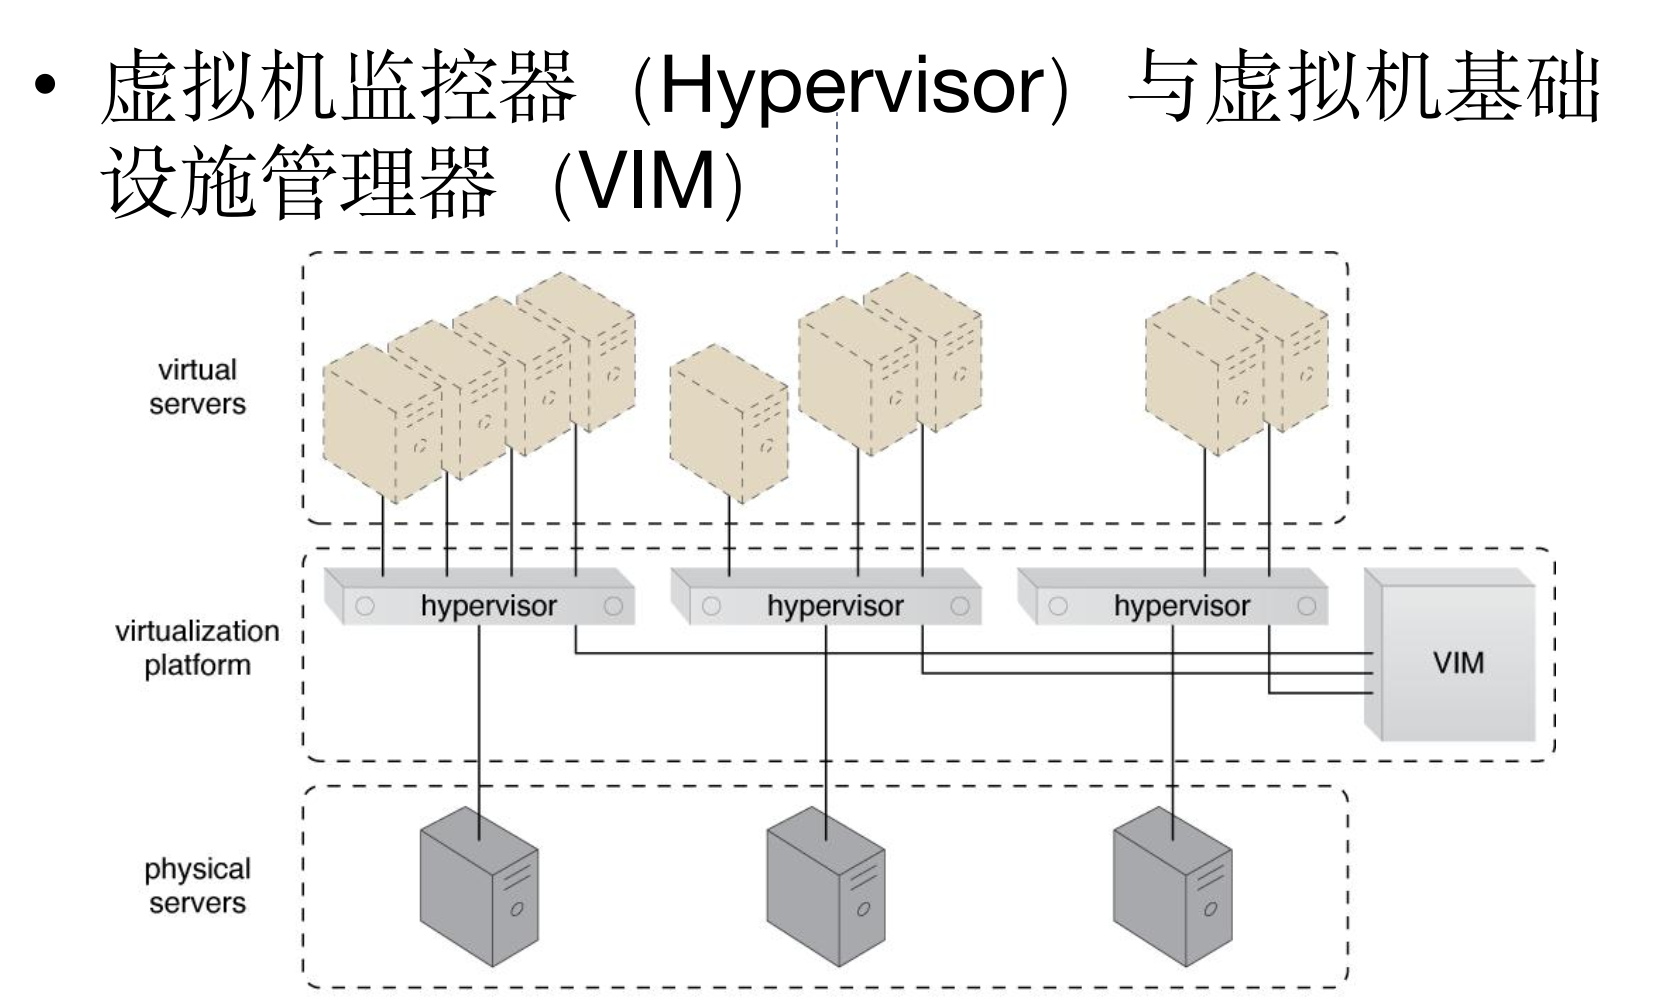 • 虚拟机监控器（Hypervisor）与虚拟机基础
设施管理器（VIM）
virtual
servers
hypervisor hypervisor hypervisor
virtualization
platform
VIM
physical
servers